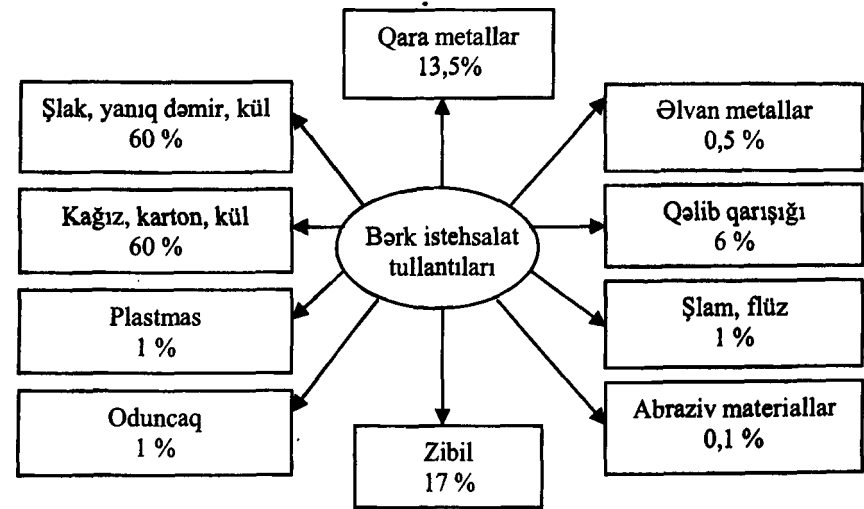 Qara metallar
13,5%
Şlak, yanıq dəmir, kül
60 %
Əlvan metallar
0,5 %
Kağız, karton, kül
60 %
Bərk istehsalat
tullantıları
Qəlib qarışığı
6 %
Plastmas
1 %
Şlam, flüz
1 %
Oduncaq
1 %
Abraziv materiallar
0,1 %
Zibil
17 %